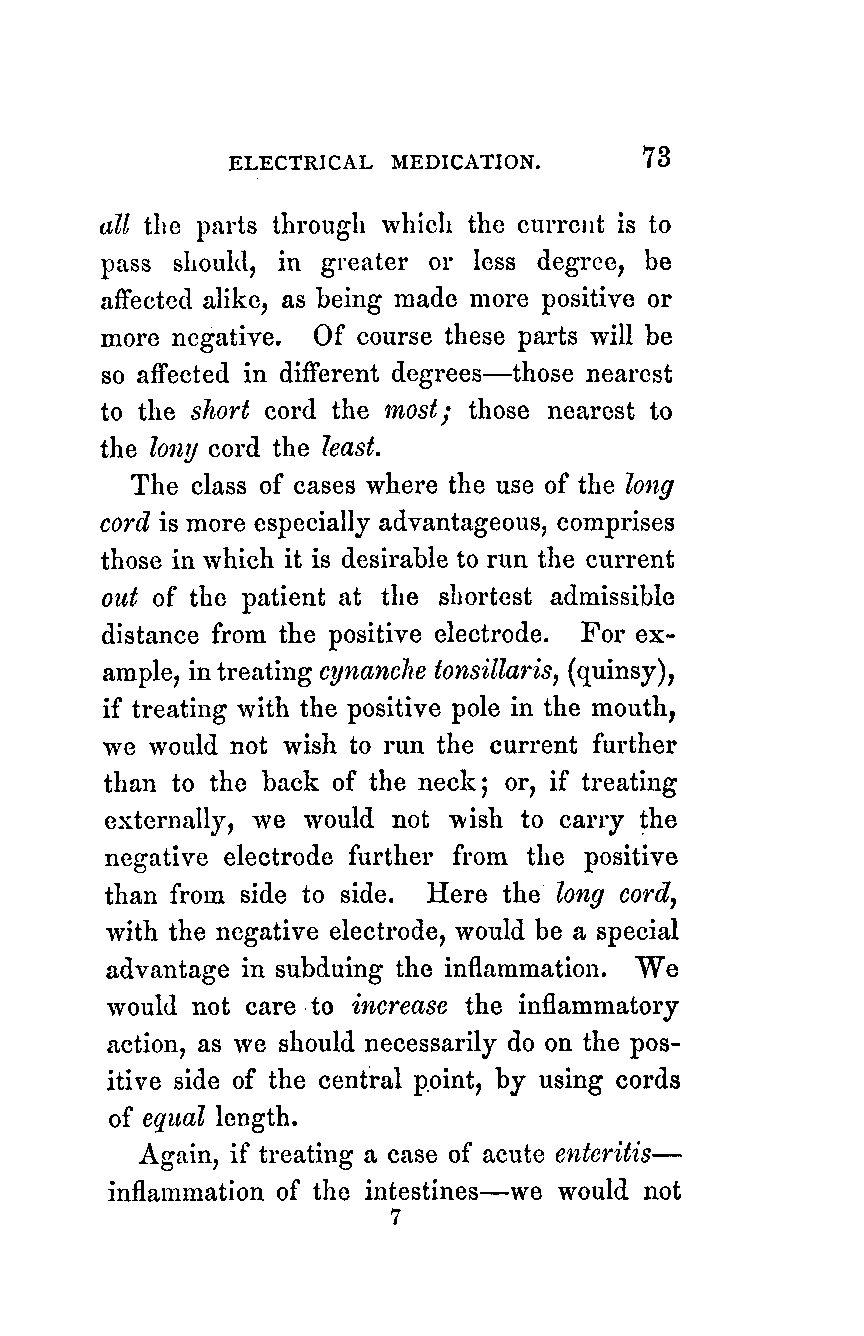 ELECTRICAL MEDICATION. 73
all the parts through which the current is to
pass should, in greater or less degree, be
affected alike, as being made more positive or
more negative. Of course these parts will be
so affected in different degrees—those nearest
to the short cord the most; those nearest to
the long cord the least.
The class of cases where the use of the long
cord is more especially advantageous, comprises
those in which it is desirable to run the current
out of the patient at the shortest admissible
distance from the positive electrode. For ex-
ample, in treating cynanche tonsillaris, (quinsy),
if treating with the positive pole in the mouth,
we would not wish to run the current further
than to the back of the neck; or, if treating
externally, we would not wish to carry the
negative electrode further from the positive
than from side to side. Here the long cord,
with the negative electrode, would be a special
advantage in subduing the inflammation. We
would not care to increase the inflammatory
action, as we should necessarily do on the pos-
itive side of the central point, by using cords
of equal length.
Again, if treating a case of acute enteritis—
inflammation of the intestines—we would not
7